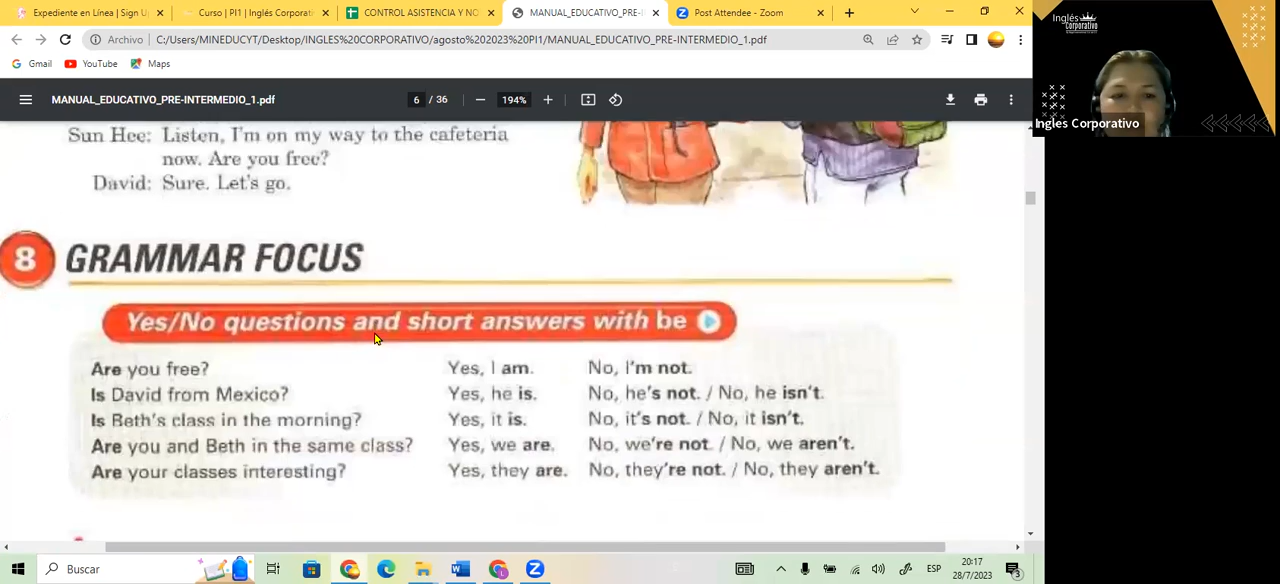 Expediente en Línea | Sign U
Curso | PI1 | Inglés Corporati
CONTROL ASISTENCIA Y NO
MANUAL_EDUCATIVO_PRE-
Post Attendee - Zoom
Archivo C:/Users/MINEDUCYT/Desktop/INGLES%20CORPORATIVO/agosto%202023%20PI1/MANUAL_EDUCATIVO_PRE-INTERMEDIO_1.pdf
Gmail YouTube Maps
MANUAL_EDUCATIVO_PRE-INTERMEDIO_1.pdf 6 / 36 194%
Inglés
Corporativo
Ingles Corporativo
Sun Hee: Listen, I'm on my way to the cafeteria
now. Are you free?
David: Sure. Let's go.
8 GRAMMAR FOCUS
Yes/No questions and short answers with be
Are you free? Yes, I am. No, I'm not.
Is David from Mexico? Yes, he is. No, he's not. / No, he isn't.
Is Beth's class in the morning? Yes, it is. No, it's not. / No, it isn't.
Are you and Beth in the same class? Yes, we are. No, we're not. / No, we aren't.
Are your classes interesting? Yes, they are. No, they're not. / No, they aren't.
Buscar
ESP
20:17
28/7/2023
3